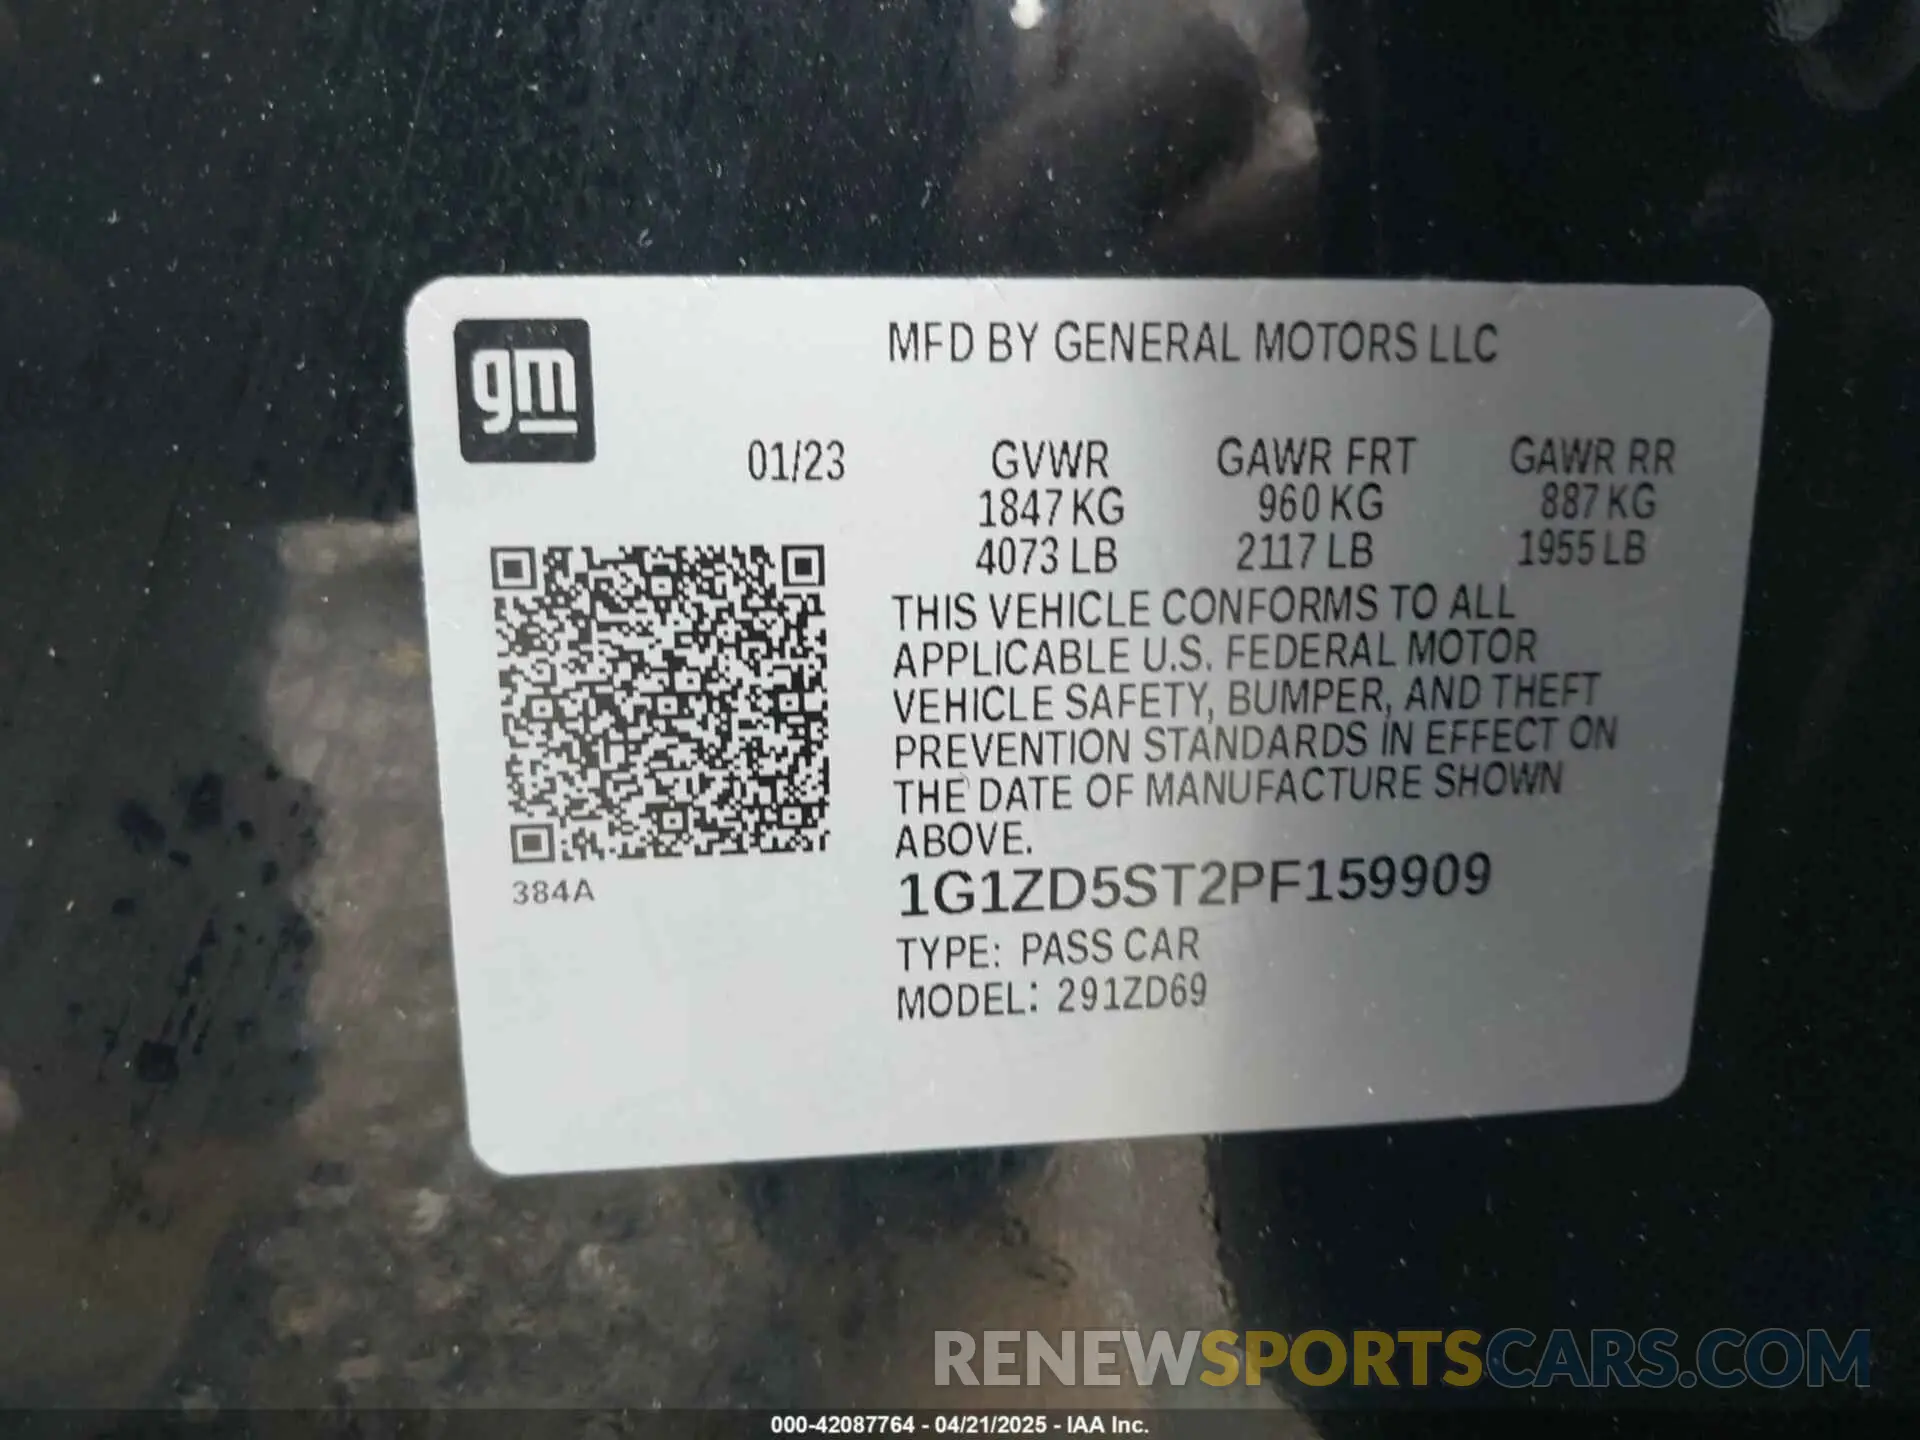 gm
MFD BY GENERAL MOTORS LLC
01/23 GVWR GAWR FRT GAWR RR
1847 KG 960 KG 887 KG
4073 LB 2117 LB 1955 LB
THIS VEHICLE CONFORMS TO ALL
APPLICABLE U.S. FEDERAL MOTOR
VEHICLE SAFETY, BUMPER, AND THEFT
PREVENTION STANDARDS IN EFFECT ON
THE DATE OF MANUFACTURE SHOWN
ABOVE.
384A
1G1ZD5ST2PF159909
TYPE: PASS CAR
MODEL: 291ZD69
RENEWSPORTSCARS.COM
000-42087764 - 04/21/2025 - IAA Inc.